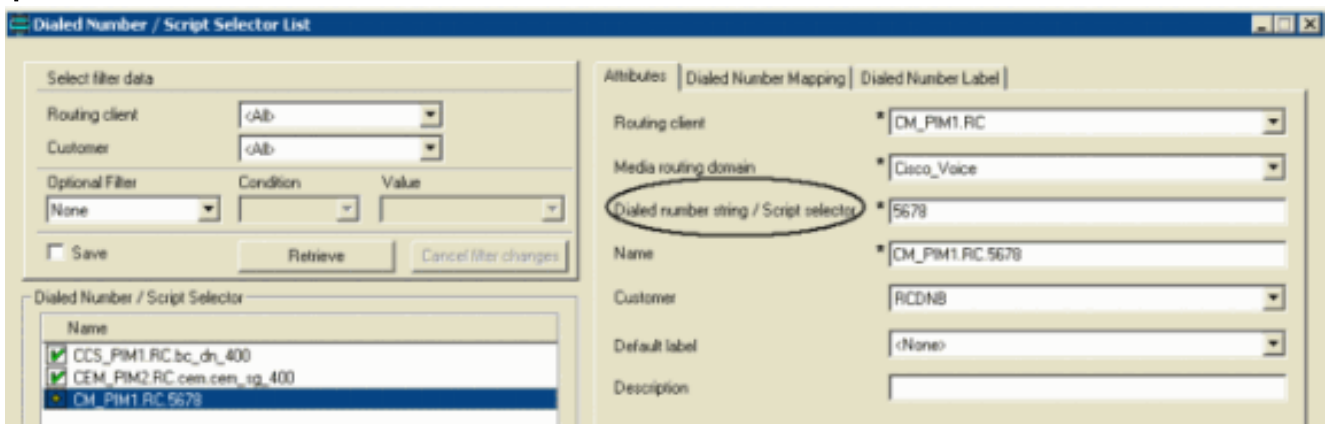 Dialed Number / Script Selector List
Select filter data
Routing client <All>
Customer <All>
Optional Filter Condition Value
None
Save Retrieve Cancel filter changes
Dialed Number / Script Selector
Name
CCS_PIM1.RC.bc_dn_400
CEM_PIM2.RC.cem.cem_sg_400
CM_PIM1.RC.5678
Attributes Dialed Number Mapping Dialed Number Label
Routing client * CM_PIM1.RC
Media routing domain * Cisco_Voice
Dialed number string / Script selector * 5678
Name * CM_PIM1.RC.5678
Customer RCDNB
Default label <None>
Description